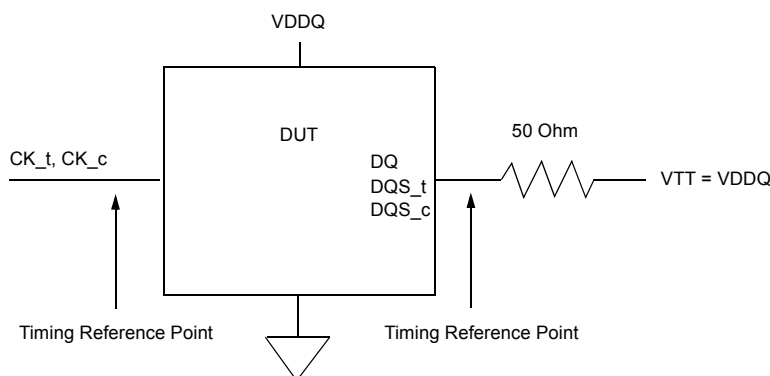 VDDQ
50 Ohm
DUT
CK_t, CK_c
DQ
DQS_t
DQS_c
VTT = VDDQ
Timing Reference Point
Timing Reference Point